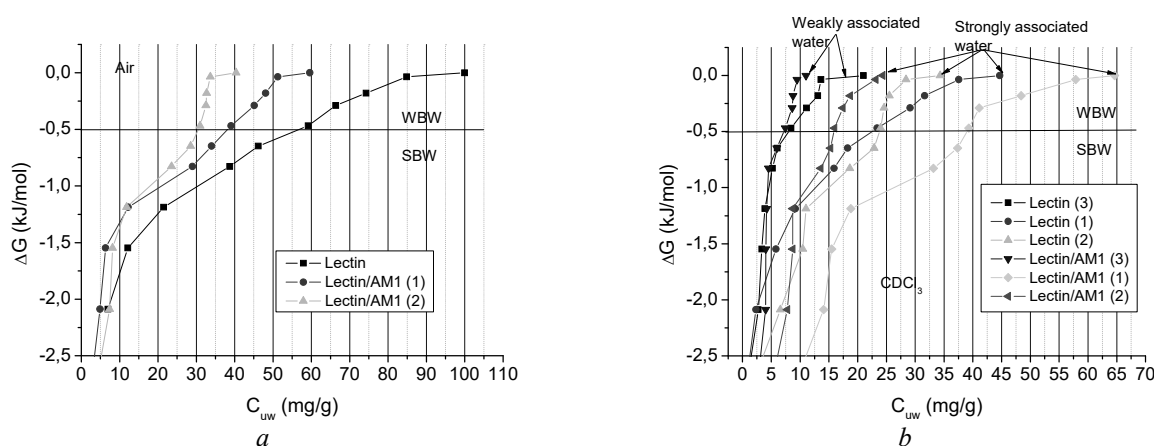 Air
WBW
SBW
0,0
-0,5
-1,0
-1,5
-2,0
-2,5
ΔG (kJ/mol)
Lectin
Lectin/AM1 (1)
Lectin/AM1 (2)
0 10 20 30 40 50 60 70 80 90 100 110
C_uw (mg/g)
a
Weakly associated
water
Strongly associated
water
WBW
SBW
0,0
-0,5
-1,0
-1,5
-2,0
-2,5
ΔG (kJ/mol)
CDCl₃
Lectin (3)
Lectin (1)
Lectin (2)
Lectin/AM1 (3)
Lectin/AM1 (1)
Lectin/AM1 (2)
0 5 10 15 20 25 30 35 40 45 50 55 60 65 70
C_uw (mg/g)
b